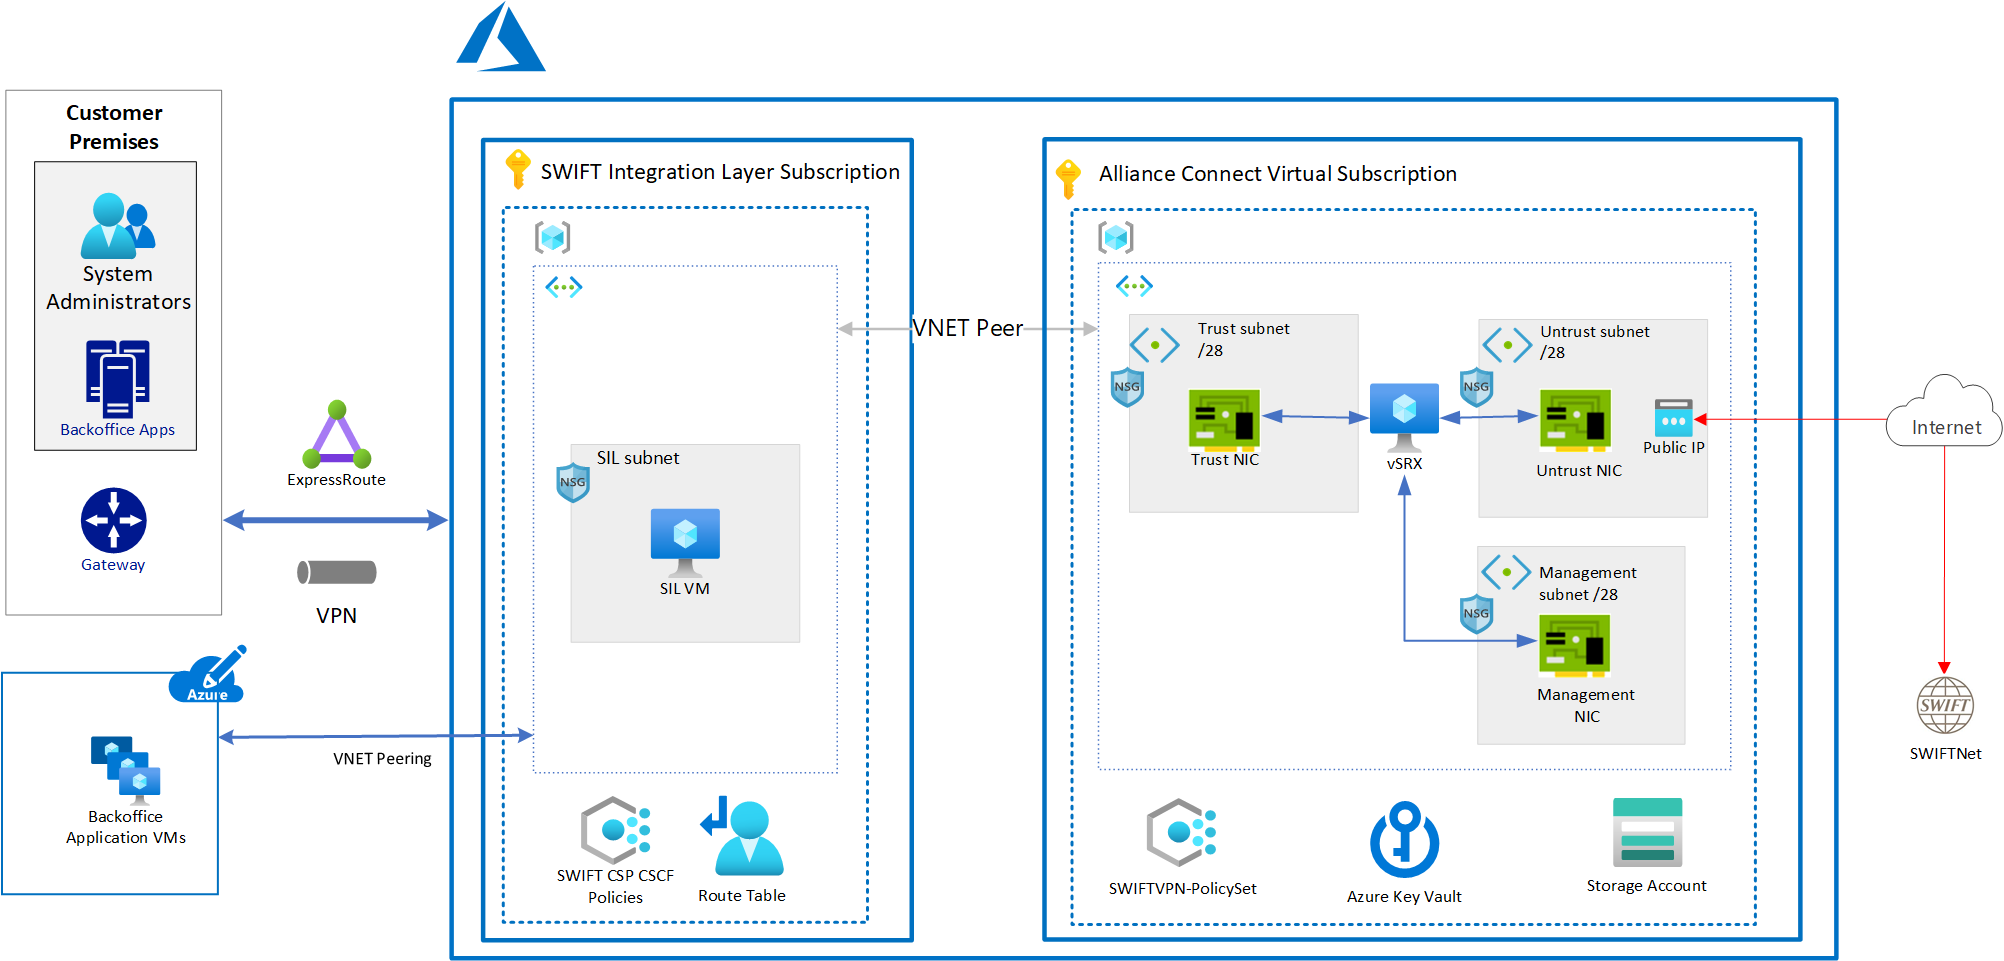 Customer
Premises
System
Administrators
Backoffice Apps
Gateway
ExpressRoute
VPN
Azure
Backoffice
Application VMs
VNET Peering
SWIFT Integration Layer Subscription
SIL subnet
NSG
SIL VM
SWIFT CSP CSCF
Policies
Route Table
VNET Peer
Alliance Connect Virtual Subscription
Trust subnet
/28
NSG
Trust NIC
vSRX
Untrust subnet
/28
NSG
Untrust NIC
Public IP
Management
subnet /28
NSG
Management
NIC
SWIFTVPN-PolicySet
Azure Key Vault
Storage Account
Internet
SWIFT
SWIFTNet